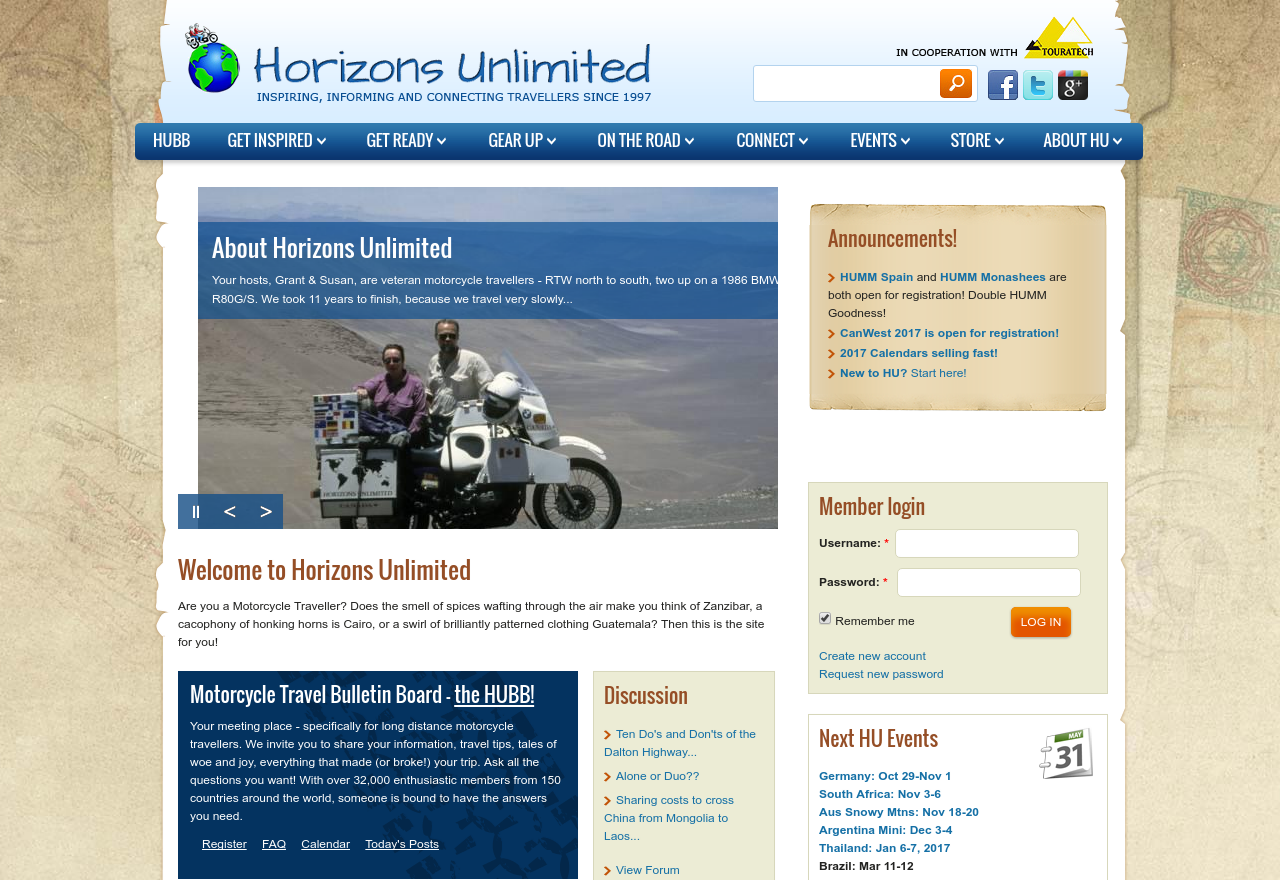 Horizons Unlimited
INSPIRING, INFORMING AND CONNECTING TRAVELLERS SINCE 1997
IN COOPERATION WITH
TOURATECH
HUBB
GET INSPIRED
GET READY
GEAR UP
ON THE ROAD
CONNECT
EVENTS
STORE
ABOUT HU
About Horizons Unlimited
Your hosts, Grant & Susan, are veteran motorcycle travellers - RTW north to south, two up on a 1986 BMW
R80G/S. We took 11 years to finish, because we travel very slowly...
HORIZONS UNLIMITED
CANADA
Announcements!
HUMM Spain and HUMM Monashees are
both open for registration! Double HUMM
Goodness!
CanWest 2017 is open for registration!
2017 Calendars selling fast!
New to HU? Start here!
Member login
Username: *
Password: *
Remember me
LOG IN
Create new account
Request new password
Welcome to Horizons Unlimited
Are you a Motorcycle Traveller? Does the smell of spices wafting through the air make you think of Zanzibar, a
cacophony of honking horns is Cairo, or a swirl of brilliantly patterned clothing Guatemala? Then this is the site
for you!
Motorcycle Travel Bulletin Board - the HUBB!
Your meeting place - specifically for long distance motorcycle
travellers. We invite you to share your information, travel tips, tales of
woe and joy, everything that made (or broke!) your trip. Ask all the
questions you want! With over 32,000 enthusiastic members from 150
countries around the world, someone is bound to have the answers
you need.
Register FAQ Calendar Today's Posts
Discussion
Ten Do's and Don'ts of the
Dalton Highway...
Alone or Duo??
Sharing costs to cross
China from Mongolia to
Laos...
View Forum
Next HU Events
MAY
31
Germany: Oct 29-Nov 1
South Africa: Nov 3-6
Aus Snowy Mtns: Nov 18-20
Argentina Mini: Dec 3-4
Thailand: Jan 6-7, 2017
Brazil: Mar 11-12